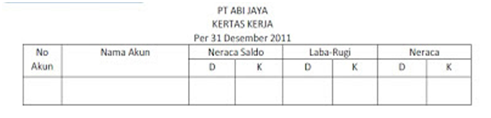 PT ABI JAYA
KERTAS KERJA
Per 31 Desember 2011
No Akun Nama Akun Neraca Saldo Laba-Rugi Neraca
D K D K D K